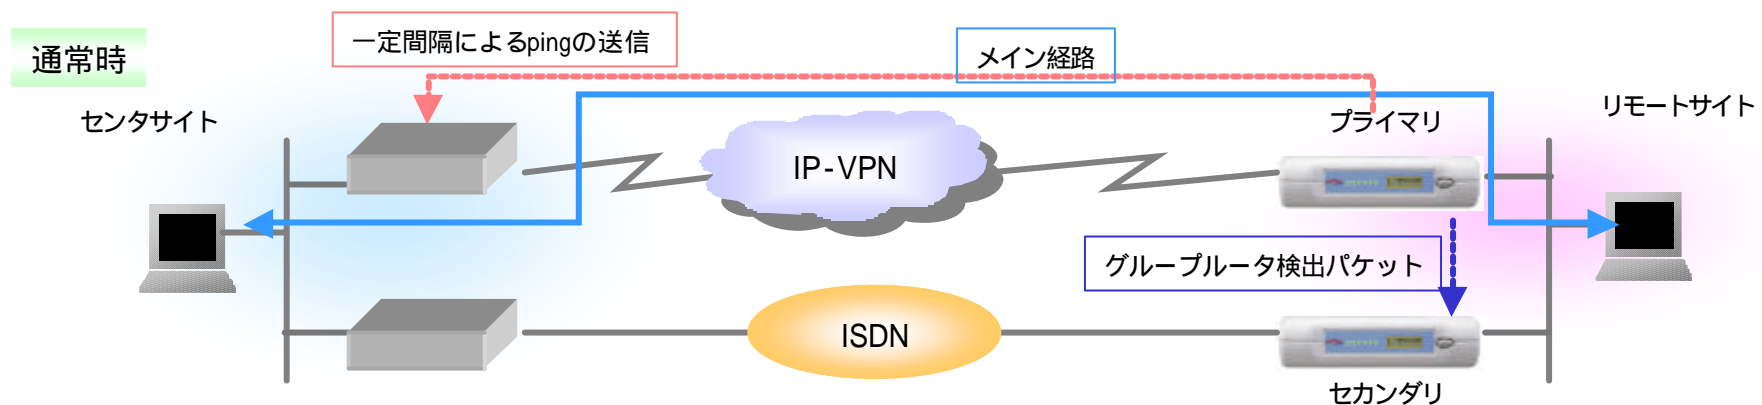 通常時
一定間隔によるpingの送信
メイン経路
センタサイト
プライマリ
リモートサイト
IP-VPN
グループルータ検出パケット
ISDN
セカンダリ